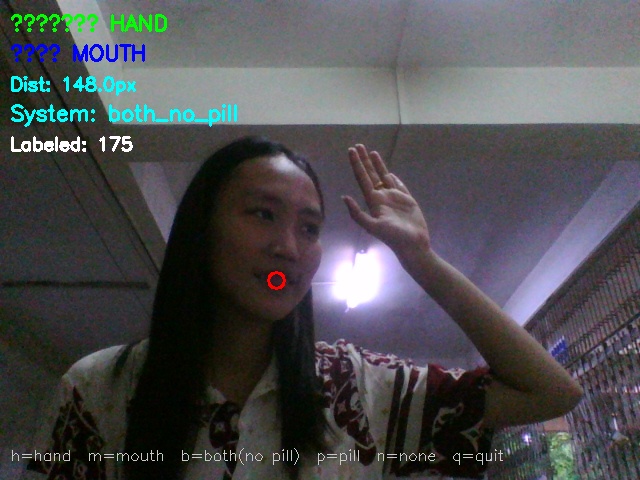 ??????? HAND
???? MOUTH
Dist: 148.0px
System: both_no_pill
Labeled: 175
h=hand m=mouth b=both(no pill) p=pill n=none q=quit